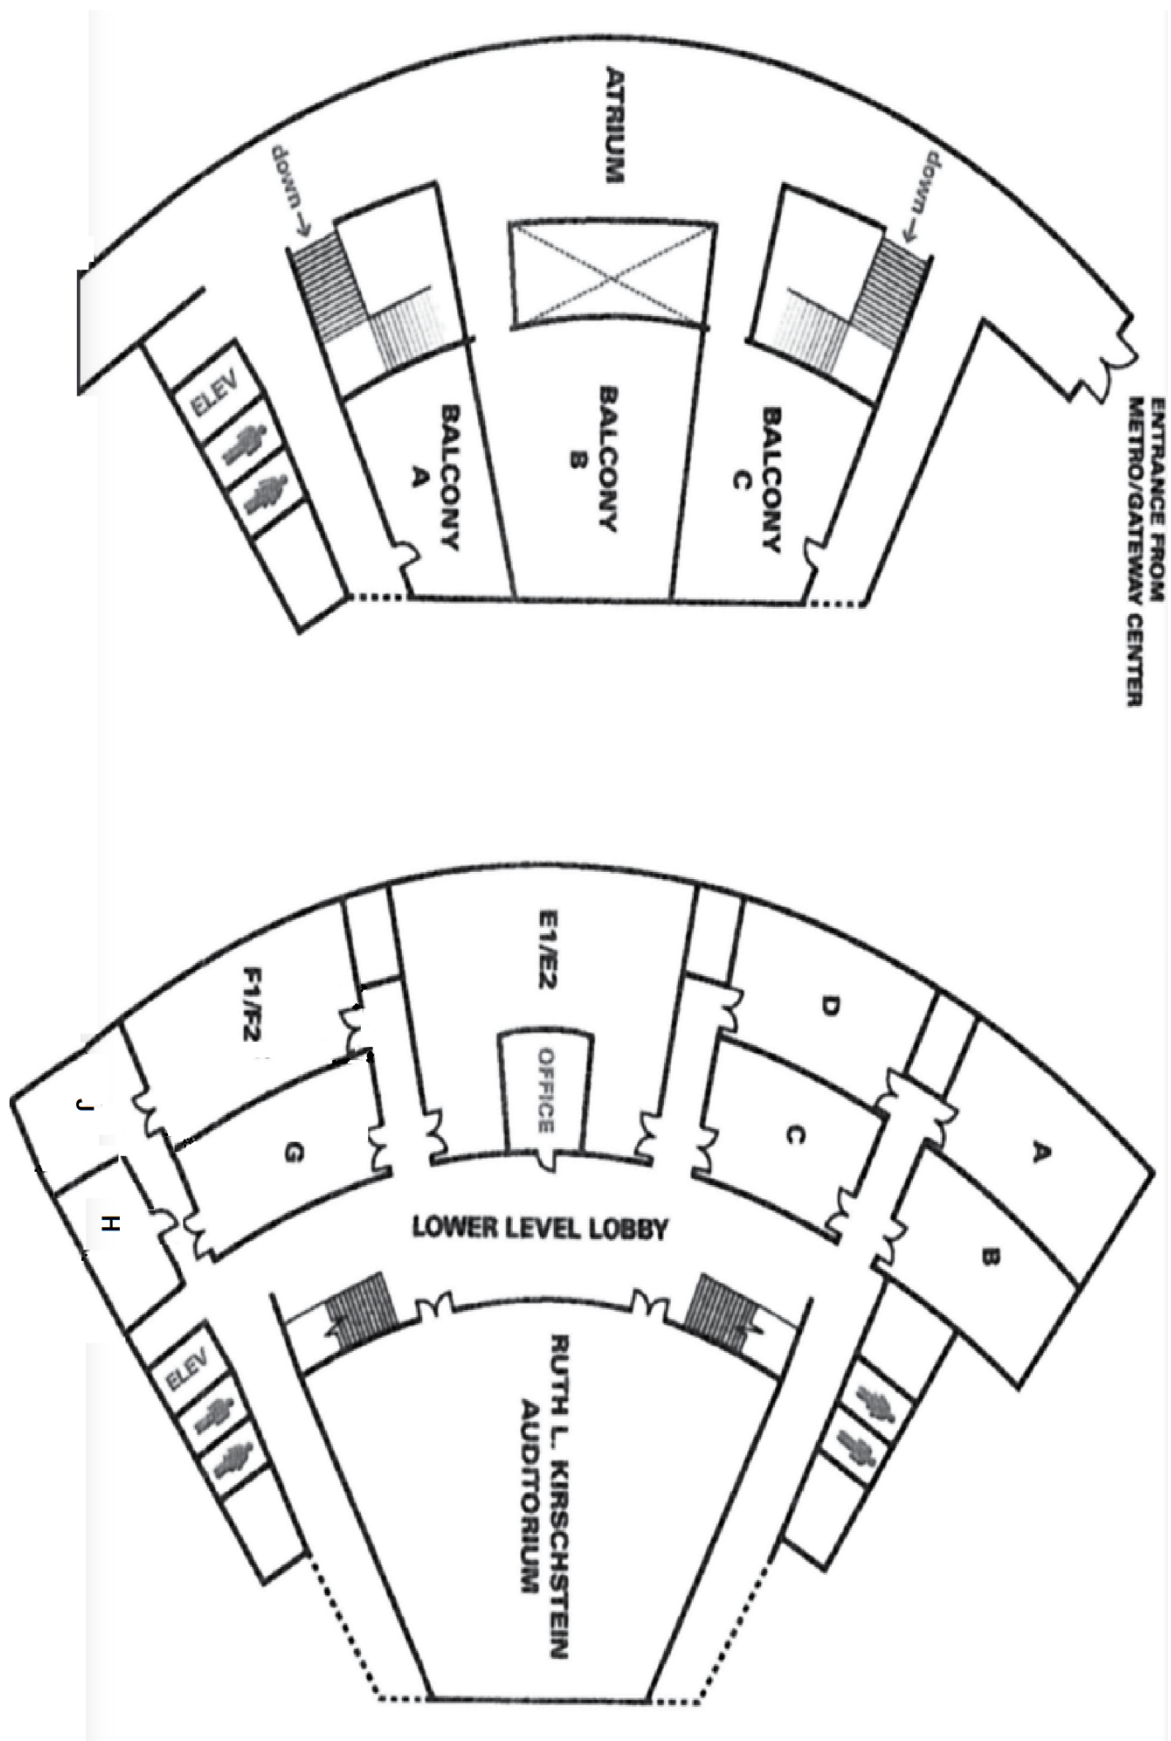 ATRIUM
down
down
ENTRANCE FROM
METRO/GATEWAY CENTER
ELEV
BALCONY
A
BALCONY
B
BALCONY
C
E1/E2
F1/F2
D
OFFICE
J
G
C
A
H
B
LOWER LEVEL LOBBY
ELEV
RUTH L. KIRSCHSTEIN
AUDITORIUM